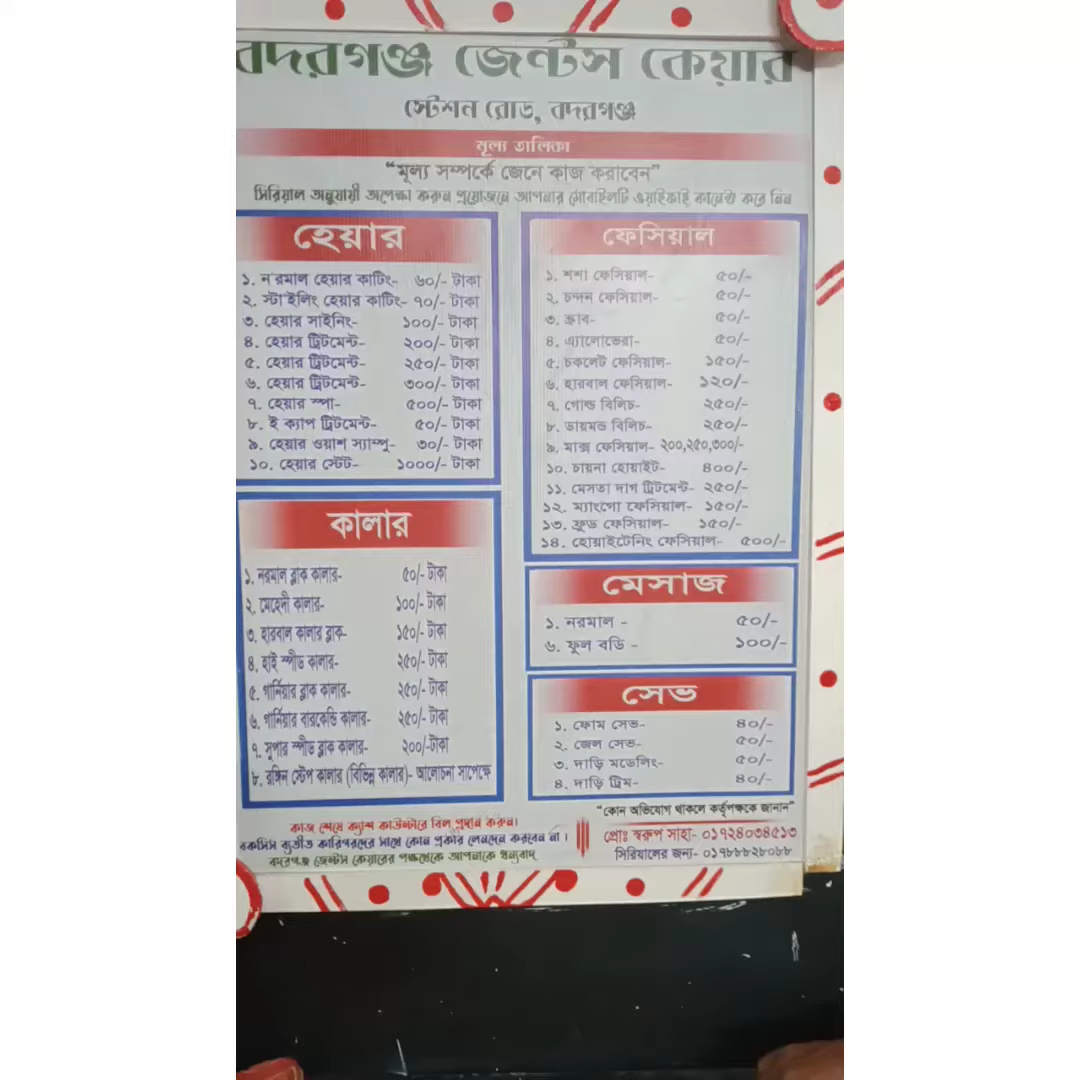 বদরগঞ্জ জেন্টস কেয়ার
স্টেশন রোড, বদরগঞ্জ
মূল্য তালিকা
"মূল্য সম্পর্কে জেনে কাজ করাবেন"
সিরিয়াল অনুযায়ী অপেক্ষা করুন প্রয়োজনে আপনার মোবাইলটি ওয়াইফাই কানেক্ট করে নিন
হেয়ার
১. নরমাল হেয়ার কাটিং- ৬০/- টাকা
২. স্টাইলিং হেয়ার কাটিং- ৭০/- টাকা
৩. হেয়ার সাইনিং- ১০০/- টাকা
৪. হেয়ার ট্রিটমেন্ট- ২০০/- টাকা
৫. হেয়ার ট্রিটমেন্ট- ২৫০/- টাকা
৬. হেয়ার ট্রিটমেন্ট- ৩০০/- টাকা
৭. হেয়ার স্পা- ৫০০/- টাকা
৮. ই ক্যাপ ট্রিটমেন্ট- ৫০/- টাকা
৯. হেয়ার ওয়াশ স্যাম্পু- ৩০/- টাকা
১০. হেয়ার স্টেট- ১০০০/- টাকা
কালার
১. নরমাল ব্লাক কালার- ৫০/- টাকা
২. মেহেদী কালার- ১০০/- টাকা
৩. হারবাল কালার ব্লাক- ১৫০/- টাকা
৪. হাই স্পীড কালার- ২৫০/- টাকা
৫. গার্নিয়ার ব্লাক কালার- ২৫০/- টাকা
৬. গার্নিয়ার বারকেন্ডি কালার- ২৫০/- টাকা
৭. সুপার স্পীড ব্লাক কালার- ২০০/-টাকা
৮. রঙ্গিন স্টেপ কালার (বিভিন্ন কালার)- আলোচনা সাপেক্ষে
ফেসিয়াল
১. শশা ফেসিয়াল- ৫০/-
২. চন্দন ফেসিয়াল- ৫০/-
৩. স্ক্রাব- ৫০/-
৪. এ্যালোভেরা- ৫০/-
৫. চকলেট ফেসিয়াল- ১৫০/-
৬. হারবাল ফেসিয়াল- ১২০/-
৭. গোল্ড বিলিচ- ২৫০/-
৮. ডায়মন্ড বিলিচ- ২৫০/-
৯. মাক্স ফেসিয়াল- ২০০,২৫০,৩০০/-
১০. চায়না হোয়াইট- ৪০০/-
১১. মেসতা দাগ ট্রিটমেন্ট- ২৫০/-
১২. ম্যাংগো ফেসিয়াল- ১৫০/-
১৩. ফ্রুড ফেসিয়াল- ১৫০/-
১৪. হোয়াইটেনিং ফেসিয়াল- ৫০০/-
মেসাজ
১. নরমাল - ৫০/-
৬. ফুল বডি - ১০০/-
সেভ
১. ফোম সেভ- ৪০/-
২. জেল সেভ- ৫০/-
৩. দাড়ি মডেলিং- ৫০/-
৪. দাড়ি ট্রিম- ৪০/-
কাজ শেষে ক্যাশ কাউন্টারে বিল প্রদান করুন।
বকসিস ব্যতীত কারিগরদের সাথে কোন প্রকার লেনদেন করবেন না।
বদরগঞ্জ জেন্টস কেয়ারের পক্ষথেকে আপনাকে ধন্যবাদ
"কোন অভিযোগ থাকলে কর্তৃপক্ষকে জানান"
প্রোঃ স্বরুপ সাহা- ০১৭২৪০৩৪৫১৩
সিরিয়ালের জন্য- ০১৭৮৮৮২৮০৮৮